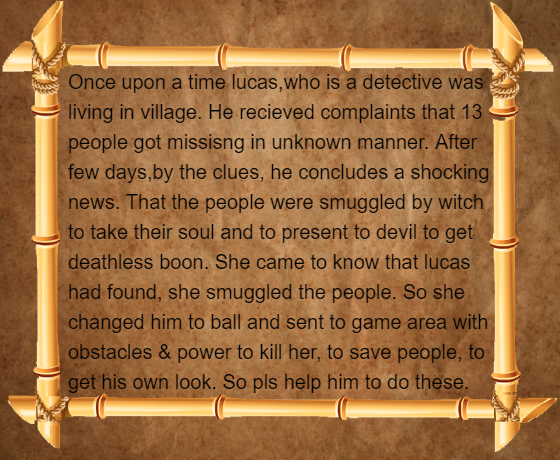 Once upon a time lucas,who is a detective was
living in village. He recieved complaints that 13
people got missisng in unknown manner. After
few days,by the clues, he concludes a shocking
news. That the people were smuggled by witch
to take their soul and to present to devil to get
deathless boon. She came to know that lucas
had found, she smuggled the people. So she
changed him to ball and sent to game area with
obstacles & power to kill her, to save people, to
get his own look. So pls help him to do these.